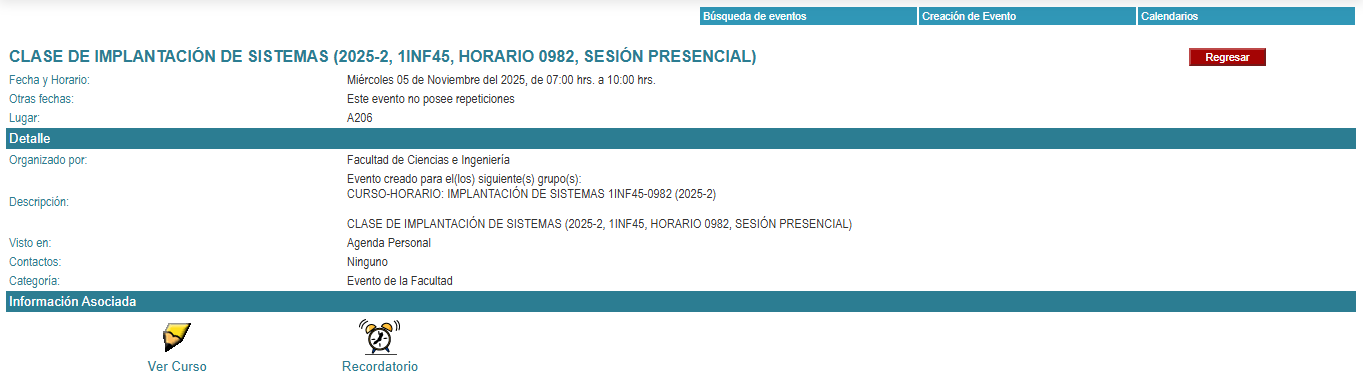 Búsqueda de eventos Creación de Evento Calendarios
CLASE DE IMPLANTACIÓN DE SISTEMAS (2025-2, 1INF45, HORARIO 0982, SESIÓN PRESENCIAL) Regresar
Fecha y Horario: Miércoles 05 de Noviembre del 2025, de 07:00 hrs. a 10:00 hrs.
Otras fechas: Este evento no posee repeticiones
Lugar: A206
Detalle
Organizado por: Facultad de Ciencias e Ingeniería
Evento creado para el(los) siguiente(s) grupo(s):
CURSO-HORARIO: IMPLANTACIÓN DE SISTEMAS 1INF45-0982 (2025-2)
Descripción:
CLASE DE IMPLANTACIÓN DE SISTEMAS (2025-2, 1INF45, HORARIO 0982, SESIÓN PRESENCIAL)
Visto en: Agenda Personal
Contactos: Ninguno
Categoría: Evento de la Facultad
Información Asociada
Ver Curso Recordatorio